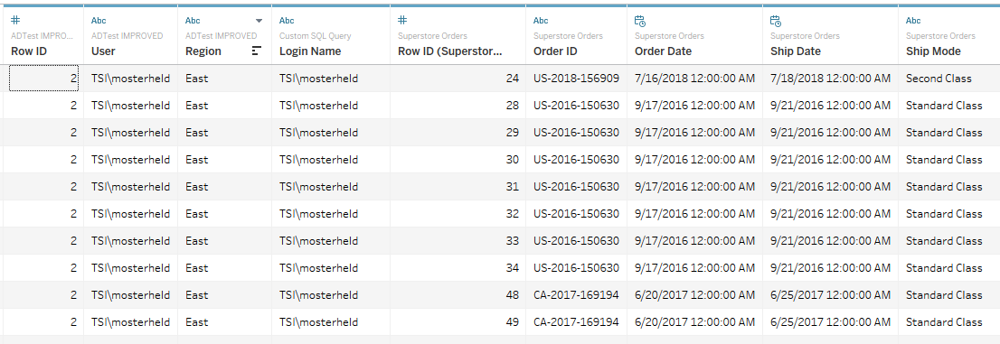 # Abc Abc Abc # Abc Abc
ADTest IMPRO... ADTest IMPROVED ADTest IMPROVED Custom SQL Query Superstore Orders Superstore Orders Superstore Orders Superstore Orders Superstore Orders
Row ID User Region Login Name Row ID (Superstor... Order ID Order Date Ship Date Ship Mode
2 TSI\mosterheld East TSI\mosterheld 24 US-2018-156909 7/16/2018 12:00:00 AM 7/18/2018 12:00:00 AM Second Class
2 TSI\mosterheld East TSI\mosterheld 28 US-2016-150630 9/17/2016 12:00:00 AM 9/21/2016 12:00:00 AM Standard Class
2 TSI\mosterheld East TSI\mosterheld 29 US-2016-150630 9/17/2016 12:00:00 AM 9/21/2016 12:00:00 AM Standard Class
2 TSI\mosterheld East TSI\mosterheld 30 US-2016-150630 9/17/2016 12:00:00 AM 9/21/2016 12:00:00 AM Standard Class
2 TSI\mosterheld East TSI\mosterheld 31 US-2016-150630 9/17/2016 12:00:00 AM 9/21/2016 12:00:00 AM Standard Class
2 TSI\mosterheld East TSI\mosterheld 32 US-2016-150630 9/17/2016 12:00:00 AM 9/21/2016 12:00:00 AM Standard Class
2 TSI\mosterheld East TSI\mosterheld 33 US-2016-150630 9/17/2016 12:00:00 AM 9/21/2016 12:00:00 AM Standard Class
2 TSI\mosterheld East TSI\mosterheld 34 US-2016-150630 9/17/2016 12:00:00 AM 9/21/2016 12:00:00 AM Standard Class
2 TSI\mosterheld East TSI\mosterheld 48 CA-2017-169194 6/20/2017 12:00:00 AM 6/25/2017 12:00:00 AM Standard Class
2 TSI\mosterheld East TSI\mosterheld 49 CA-2017-169194 6/20/2017 12:00:00 AM 6/25/2017 12:00:00 AM Standard Class